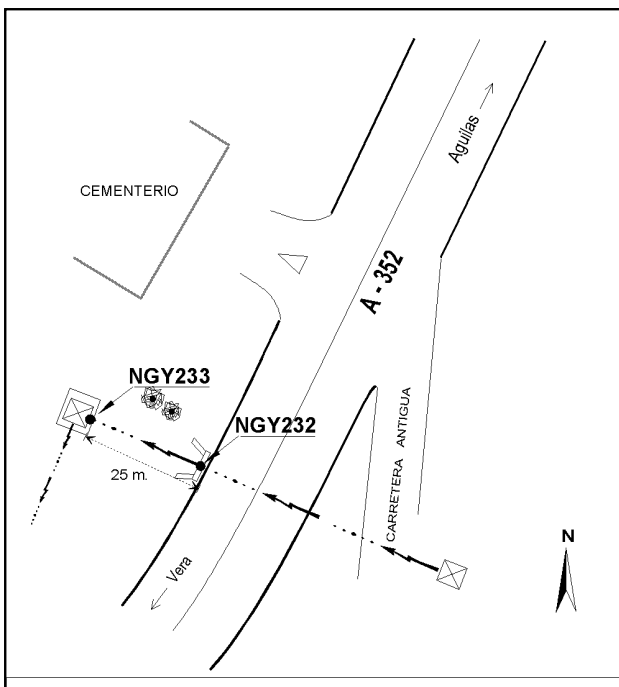 Aguilas
CEMENTERIO
A - 352
NGY233
NGY232
CARRETERA ANTIGUA
25 m.
N
Vera